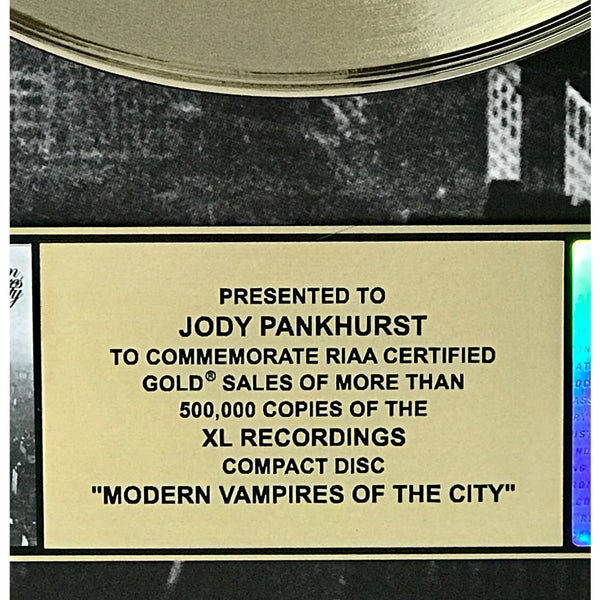 PRESENTED TO
JODY PANKHURST
TO COMMEMORATE RIAA CERTIFIED
GOLD® SALES OF MORE THAN
500,000 COPIES OF THE
XL RECORDINGS
COMPACT DISC
"MODERN VAMPIRES OF THE CITY"